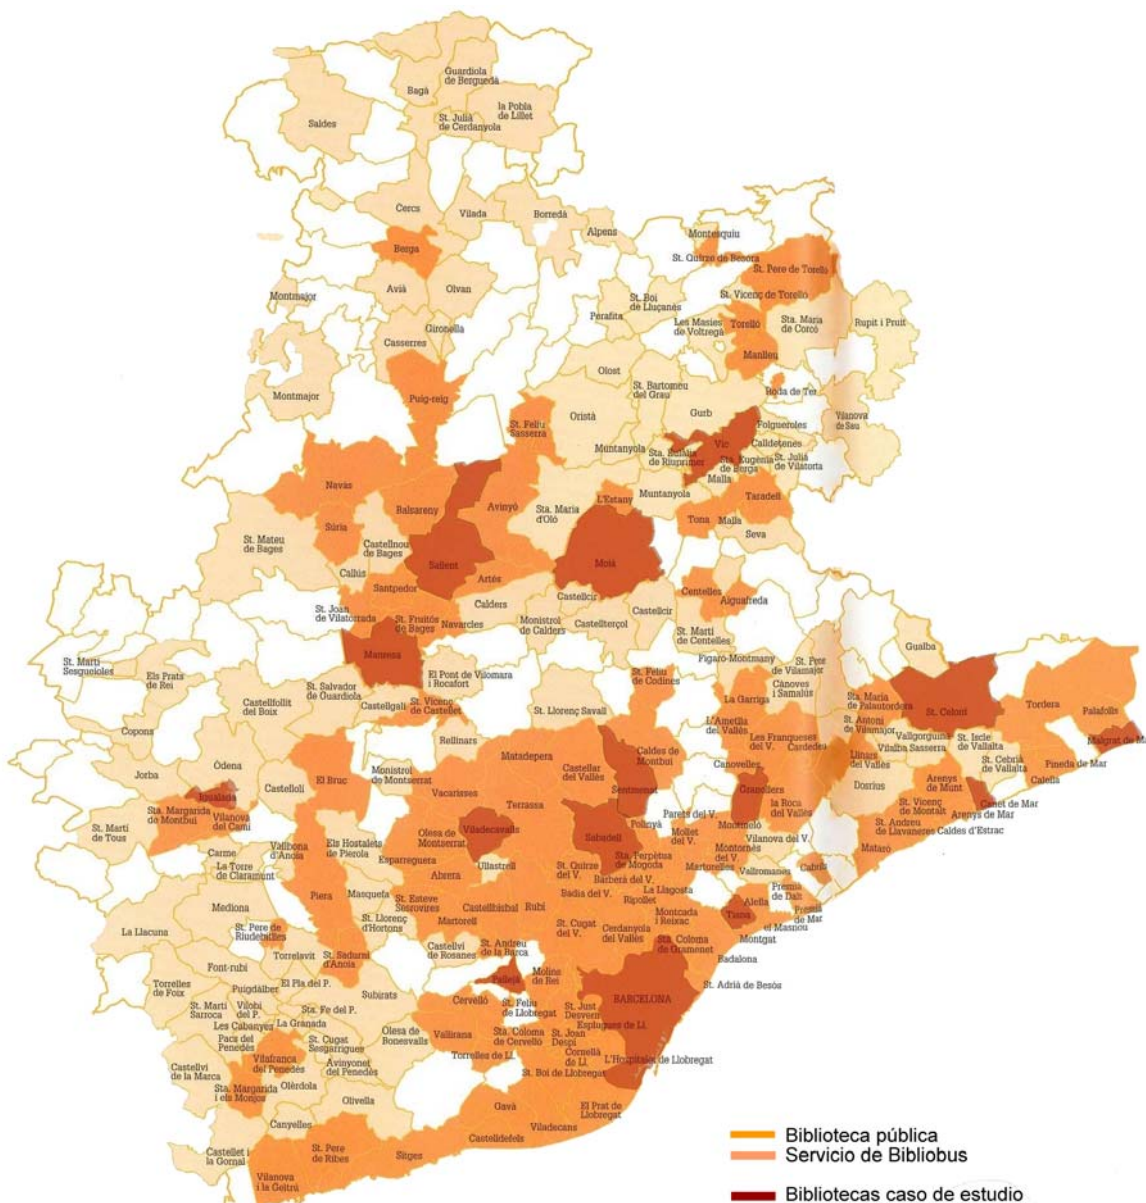 Guardiola
de Berguedà
Bagà
la Pobla
de Lillet
Saldes
St. Julià
de Cerdanyola
Cercs
Vilada
Borredà
Alpens
Montesquiu
Berga
St. Quirze de Besora
St. Pere de Torelló
Avià
Olvan
Montmajor
St. Boi
de Lluçanès
St. Vicenç de Torelló
Perafita
Les Masies
de Voltregà
Torelló
Sta. Maria
de Corcó
Rupit i Pruit
Gironella
Casserres
Manlleu
Olost
Montmajor
Puig-reig
St. Bartomeu
del Grau
Roda de Ter
Oristà
Gurb
St. Feliu
Sasserra
Vilanova
de Sau
Folgueroles
Vic
Muntanyola
Sta. Eulàlia
de Riuprimer
Calldetenes
Sta. Eugènia
de Berga
St. Julià
de Vilatorta
Malla
Navàs
Balsareny
Avinyó
L'Estany
Muntanyola
Taradell
Sta. Maria
d'Oló
Súria
Tona
Malla
Seva
St. Mateu
de Bages
Castellnou
de Bages
Sallent
Moià
Callús
Artés
Santpedor
Castellcir
Centelles
Aiguafreda
Calders
Castellcir
St. Joan
de Vilatorrada
St. Fruitós
de Bages
Navarcles
Monistrol
de Calders
Castellterçol
St. Martí
de Centelles
Gualba
Manresa
St. Martí
Sesgueioles
Els Prats
de Rei
El Pont de Vilomara
i Rocafort
St. Feliu
de Codines
Figaró-Montmany
St. Pere
de Vilamajor
Cànoves
i Samalús
Sta. Maria
de Palautordera
St. Salvador
de Guardiola
Castellfollit
del Boix
Castellgalí
St. Vicenç
de Castellet
St. Llorenç Savall
La Garriga
St. Celoni
Tordera
Palafolls
Copons
L'Ametlla
del Vallès
St. Antoni
de Vilamajor
Vallgorguina
St. Iscle
de Vallalta
Malgrat de Mar
Rellinars
Matadepera
Les Franqueses
del V.
Cardedeu
Llinars
del Vallès
Vilalba Sasserra
St. Cebrià
de Vallalta
Pineda de Mar
Òdena
Jorba
El Bruc
Monistrol
de Montserrat
Castellar
del Vallès
Caldes de
Montbui
Canovelles
Calella
Castellolí
Vacarisses
Sentmenat
Granollers
Dosrius
Arenys
de Munt
Igualada
Terrassa
la Roca
del Vallès
Canet de Mar
Sta. Margarida
de Montbui
Vilanova
del Camí
St. Vicenç
de Montalt
Arenys de Mar
Parets del V.
St. Martí
de Tous
Olesa de
Montserrat
Viladecavalls
Sabadell
Polinyà
Mollet
del V.
Montmeló
St. Andreu
de Llavaneres
Caldes d'Estrac
Vilanova del V.
Mataró
Vallbona
d'Anoia
Els Hostalets
de Pierola
Carme
La Torre
de Claramunt
Esparreguera
Ullastrell
St. Quirze
del V.
Sta. Perpètua
de Mogoda
Montornès
del V.
Martorelles
Vallromanes
Cabrils
Abrera
Barberà del V.
Piera
Masquefa
Badia del V.
La Llagosta
Ripollet
Premià
de Dalt
Mediona
St. Esteve
Sesrovires
Castellbisbal
Rubí
Alella
Premià
de Mar
Montcada
i Reixac
Tiana
La Llacuna
St. Pere de
Riudebitlles
St. Llorenç
d'Hortons
Martorell
St. Cugat
del V.
Cerdanyola
del Vallès
el Masnou
Montgat
Torrelavit
St. Sadurní
d'Anoia
Castellví
de Rosanes
St. Andreu
de la Barca
Sta. Coloma
de Gramenet
Badalona
Font-rubí
Torrelles
de Foix
El Pla del P.
Puigdàlber
Subirats
Pallejà
Molins
de Rei
St. Adrià de Besòs
BARCELONA
St. Martí
Sarroca
Vilobí
del P.
Sta. Fe del P.
Cervelló
St. Feliu
de Llobregat
St. Just
Desvern
Esplugues de Ll.
La Granada
Les Cabanyes
Pacs del
Penedès
St. Cugat
Sesgarrigues
Olesa de
Bonesvalls
Vallirana
Sta. Coloma
de Cervelló
St. Joan
Despí
Torrelles de Ll.
Cornellà
de Ll.
L'Hospitalet de Llobregat
Vilafranca
del Penedès
Avinyonet
del Penedès
Castellví
de la Marca
St. Boi de Llobregat
Olèrdola
Sta. Margarida
i els Monjos
Olivella
Gavà
El Prat de
Llobregat
Canyelles
Viladecans
Castellet i
la Gornal
St. Pere
de Ribes
Sitges
Castelldefels
Vilanova
i la Geltrú
Biblioteca pública
Servicio de Bibliobus
Bibliotecas caso de estudio